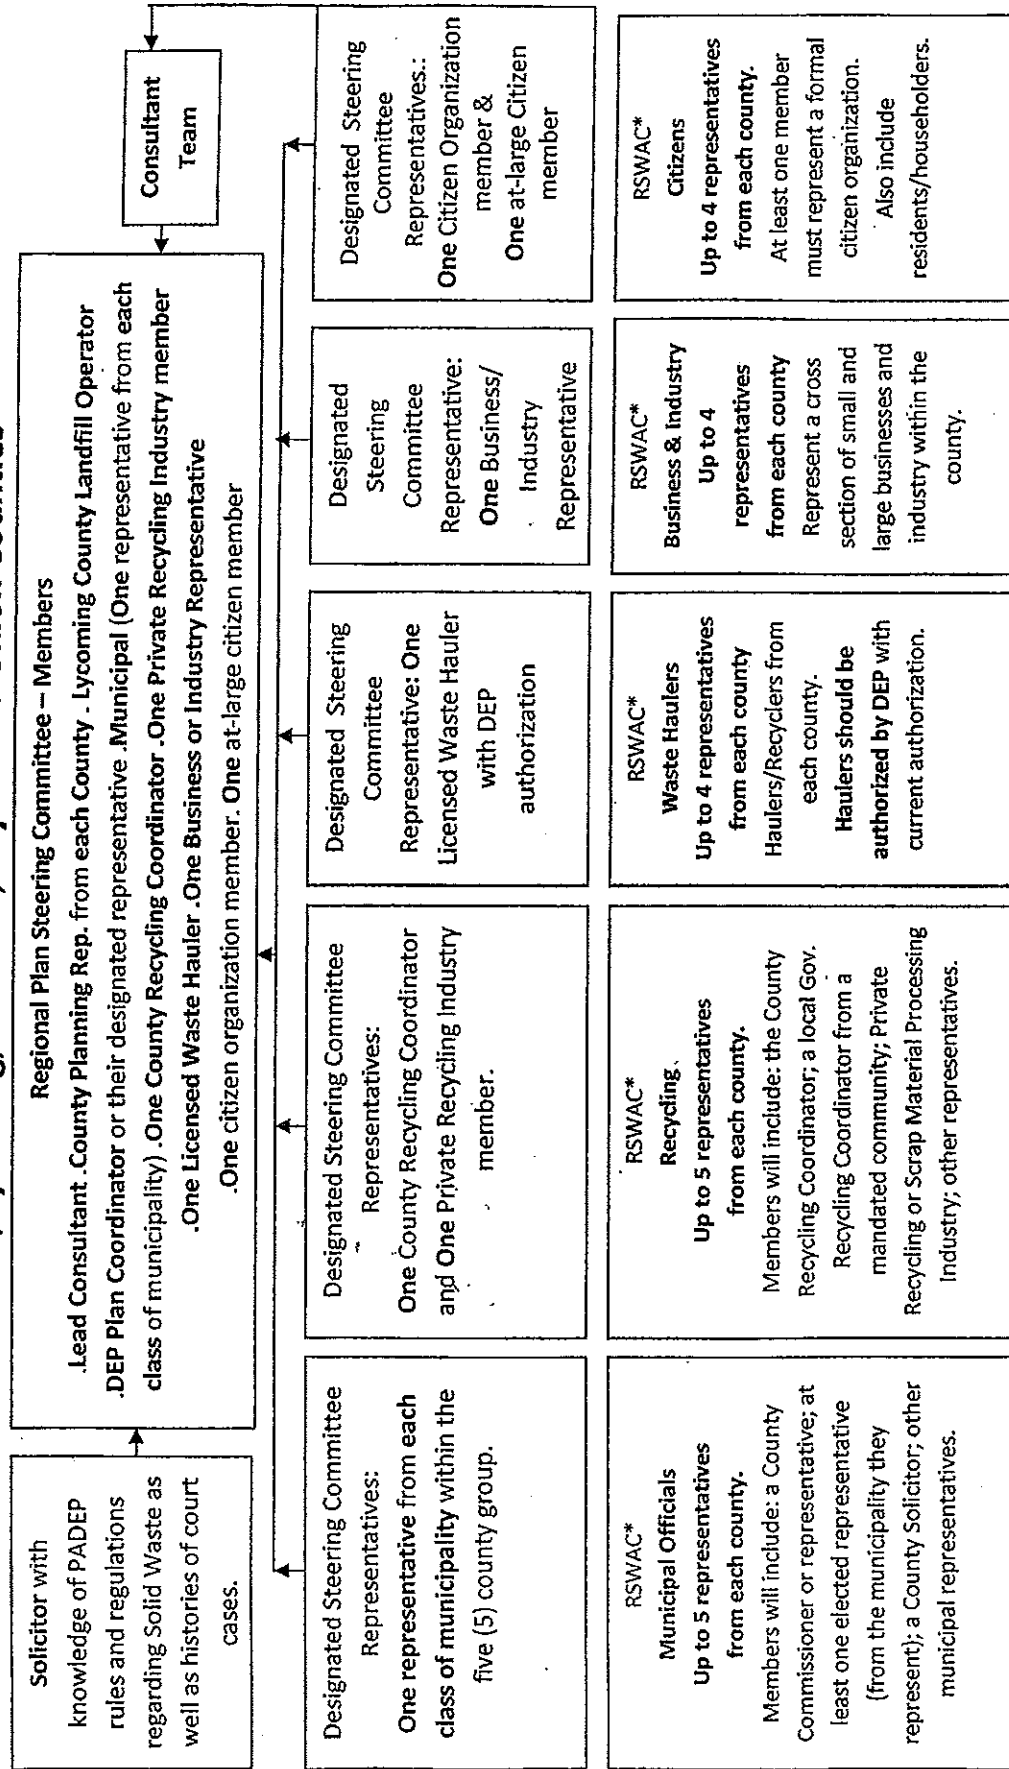 Solicitor with
knowledge of PADEP
rules and regulations
regarding Solid Waste as
well as histories of court
cases.
Regional Plan Steering Committee – Members
.Lead Consultant .County Planning Rep. from each County . Lycoming County Landfill Operator
.DEP Plan Coordinator or their designated representative .Municipal (One representative from each
class of municipality) .One County Recycling Coordinator .One Private Recycling Industry member
.One Licensed Waste Hauler .One Business or Industry Representative
.One citizen organization member. One at-large citizen member
Consultant
Team
Designated Steering Committee
Representatives:
One representative from each
class of municipality within the
five (5) county group.
Designated Steering Committee
Representatives:
One County Recycling Coordinator
and One Private Recycling Industry
member.
Designated Steering
Committee
Representative: One
Licensed Waste Hauler
with DEP
authorization
Designated
Steering
Committee
Representative:
One Business/
Industry
Representative
Designated Steering
Committee
Representatives.:
One Citizen Organization
member &
One at-large Citizen
member
RSWAC*
Municipal Officials
Up to 5 representatives
from each county.
Members will include: a County
Commissioner or representative; at
least one elected representative
(from the municipality they
represent); a County Solicitor; other
municipal representatives.
RSWAC*
Recycling
Up to 5 representatives
from each county.
Members will include: the County
Recycling Coordinator; a local Gov.
Recycling Coordinator from a
mandated community; Private
Recycling or Scrap Material Processing
Industry; other representatives.
RSWAC*
Waste Haulers
Up to 4 representatives
from each county
Haulers/Recyclers from
each county.
Haulers should be
authorized by DEP with
current authorization.
RSWAC*
Business & Industry
Up to 4
representatives
from each county
Represent a cross
section of small and
large businesses and
industry within the
county.
RSWAC*
Citizens
Up to 4 representatives
from each county.
At least one member
must represent a formal
citizen organization.
Also include
residents/householders.